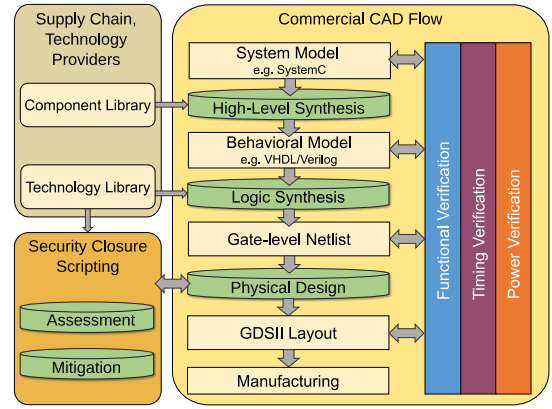 Supply Chain,
Technology
Providers
Component Library
Technology Library
Security Closure
Scripting
Assessment
Mitigation
Commercial CAD Flow
System Model
e.g. SystemC
High-Level Synthesis
Behavioral Model
e.g. VHDL/Verilog
Logic Synthesis
Gate-level Netlist
Physical Design
GDSII Layout
Manufacturing
Functional Verification
Timing Verification
Power Verification